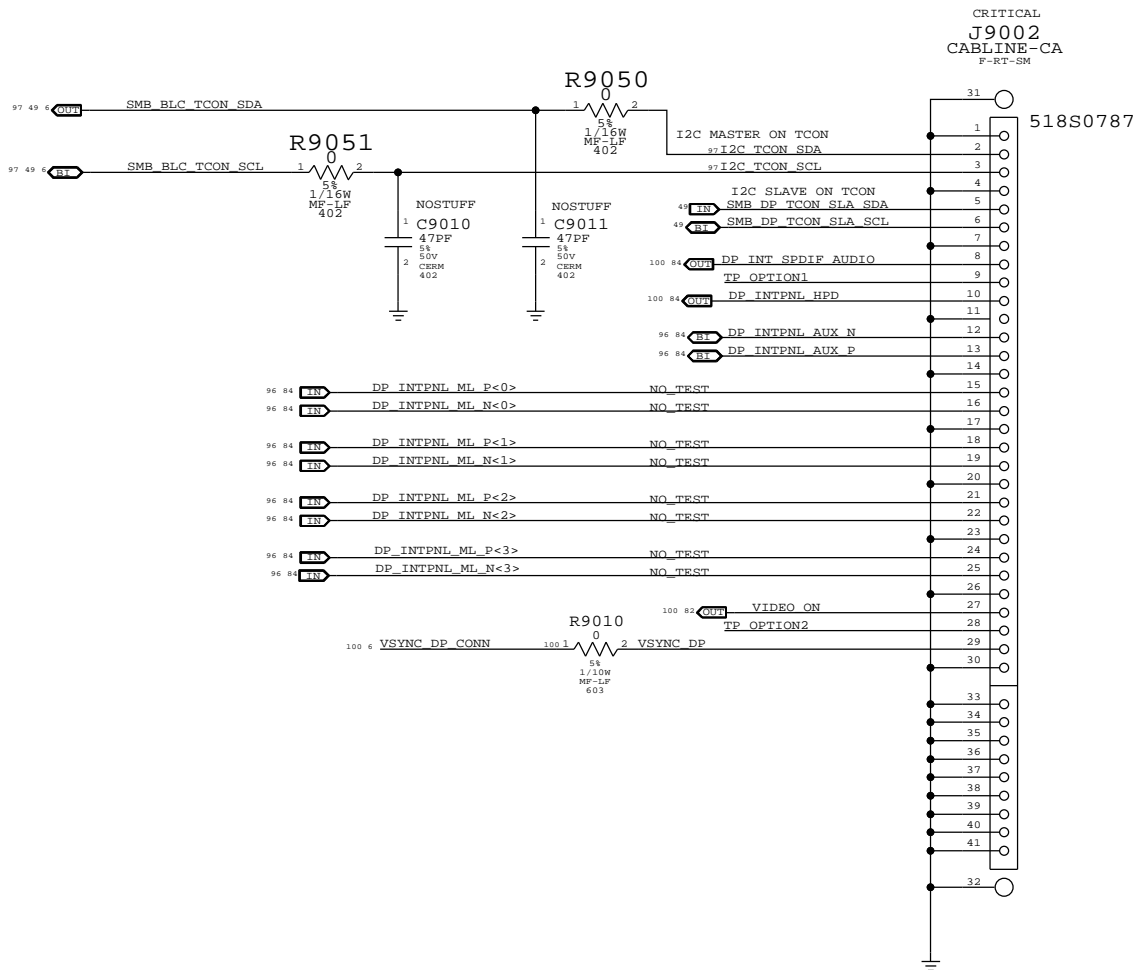 CRITICAL
J9002
CABLINE-CA
F-RT-SM
518S0787
R9050
0
1 2
5%
1/16W
MF-LF
402
97 49 6 OUT SMB_BLC_TCON_SDA
R9051
0
1 2
5%
1/16W
MF-LF
402
97 49 6 BI SMB_BLC_TCON_SCL
NOSTUFF
C9010
1
47PF
5%
50V
CERM
402
2
NOSTUFF
C9011
1
47PF
5%
50V
CERM
402
2
31
I2C MASTER ON TCON
1
97 I2C_TCON_SDA 2
97 I2C_TCON_SCL 3
4
I2C SLAVE ON TCON
49 IN SMB_DP_TCON_SLA_SDA 5
49 BI SMB_DP_TCON_SLA_SCL 6
7
100 84 OUT DP_INT_SPDIF_AUDIO 8
TP_OPTION1 9
100 84 OUT DP_INTPNL_HPD 10
11
96 84 BI DP_INTPNL_AUX_N 12
96 84 BI DP_INTPNL_AUX_P 13
14
96 84 IN DP_INTPNL_ML_P<0> NO_TEST 15
96 84 IN DP_INTPNL_ML_N<0> NO_TEST 16
17
96 84 IN DP_INTPNL_ML_P<1> NO_TEST 18
96 84 IN DP_INTPNL_ML_N<1> NO_TEST 19
20
96 84 IN DP_INTPNL_ML_P<2> NO_TEST 21
96 84 IN DP_INTPNL_ML_N<2> NO_TEST 22
23
96 84 IN DP_INTPNL_ML_P<3> NO_TEST 24
96 84 IN DP_INTPNL_ML_N<3> NO_TEST 25
26
100 82 OUT VIDEO_ON 27
TP_OPTION2 28
R9010
0
100 6 VSYNC_DP_CONN 100 1 2 VSYNC_DP 29
5%
1/10W
MF-LF
603
30
33
34
35
36
37
38
39
40
41
32